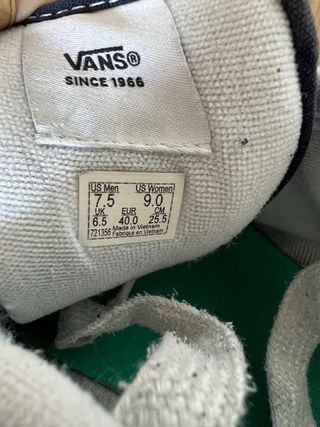 VANS®
SINCE 1966
US Men US Women
7.5 9.0
UK EUR CM
6.5 40.0 25.5
721356 Made in Vietnam
Fabriqué en Vietnam